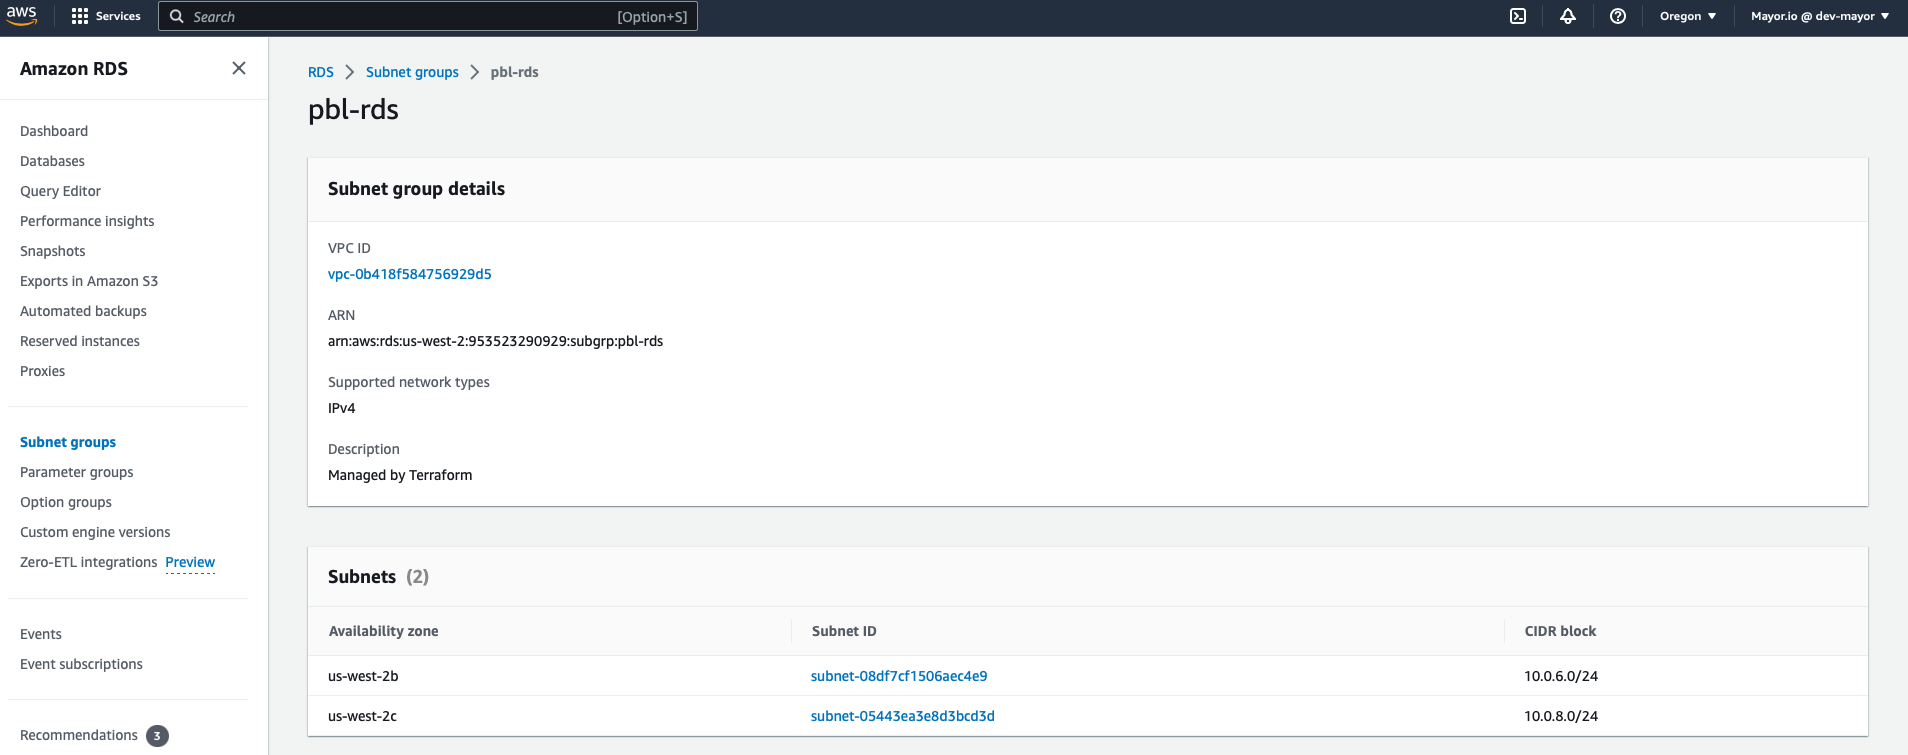 aws
Services
Search
[Option+S]
Oregon
Mayor.io @ dev-mayor
Amazon RDS
Dashboard
Databases
Query Editor
Performance insights
Snapshots
Exports in Amazon S3
Automated backups
Reserved instances
Proxies
Subnet groups
Parameter groups
Option groups
Custom engine versions
Zero-ETL integrations Preview
Events
Event subscriptions
Recommendations 3
RDS > Subnet groups > pbl-rds
pbl-rds
Subnet group details
VPC ID
vpc-0b418f584756929d5
ARN
arn:aws:rds:us-west-2:953523290929:subgrp:pbl-rds
Supported network types
IPv4
Description
Managed by Terraform
Subnets (2)
Availability zone Subnet ID CIDR block
us-west-2b subnet-08df7cf1506aec4e9 10.0.6.0/24
us-west-2c subnet-05443ea3e8d3bcd3d 10.0.8.0/24